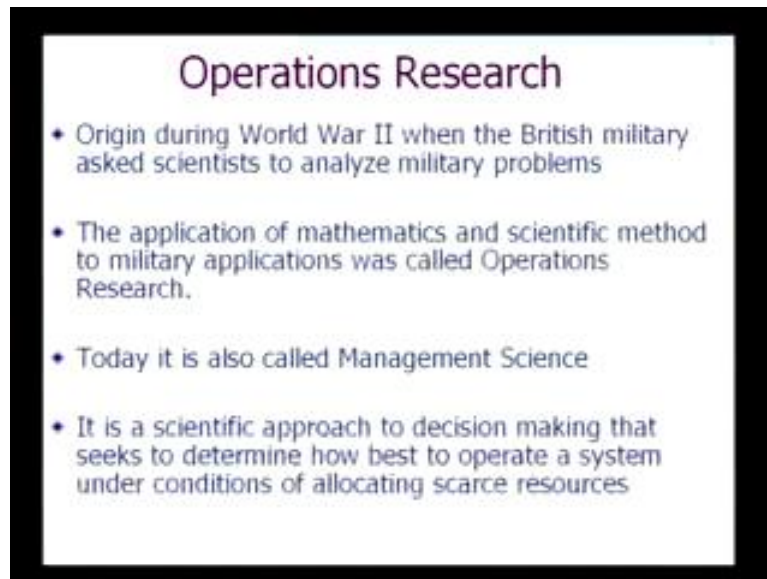 Operations Research
• Origin during World War II when the British military
asked scientists to analyze military problems
• The application of mathematics and scientific method
to military applications was called Operations
Research.
• Today it is also called Management Science
• It is a scientific approach to decision making that
seeks to determine how best to operate a system
under conditions of allocating scarce resources